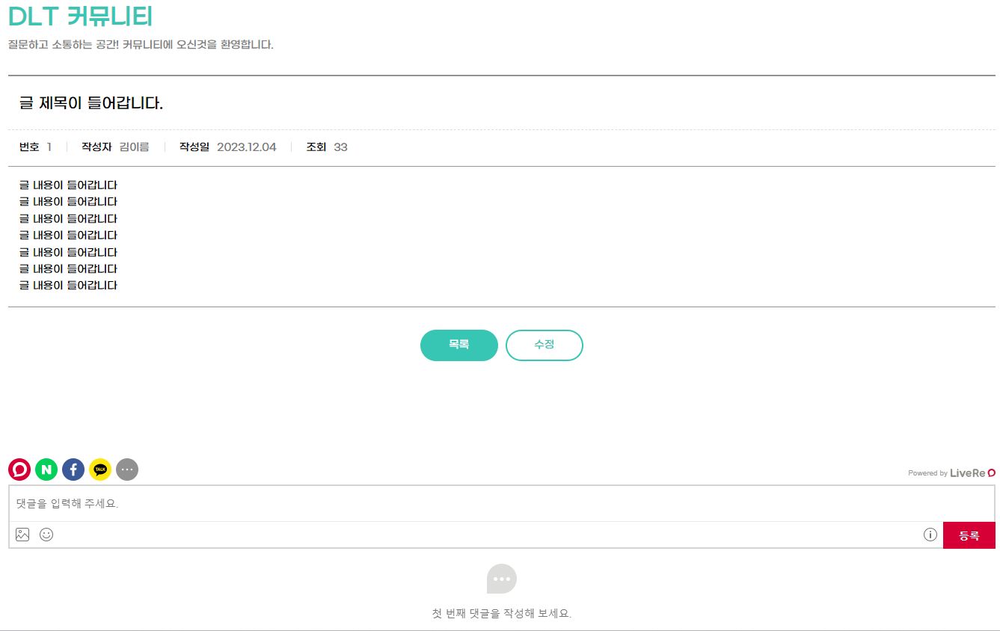 DLT 커뮤니티
질문하고 소통하는 공간! 커뮤니티에 오신것을 환영합니다.
글 제목이 들어갑니다.
번호 1 작성자 김이름 작성일 2023.12.04 조회 33
글 내용이 들어갑니다
글 내용이 들어갑니다
글 내용이 들어갑니다
글 내용이 들어갑니다
글 내용이 들어갑니다
글 내용이 들어갑니다
글 내용이 들어갑니다
목록 수정
N f TALK Powered by LiveRe
댓글을 입력해 주세요.
등록
첫 번째 댓글을 작성해 보세요.